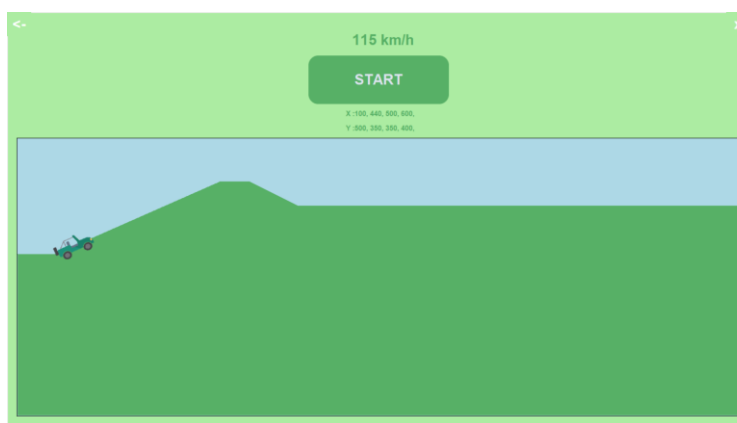 <-
115 km/h
START
X :100, 440, 500, 600,
Y :500, 350, 350, 400,